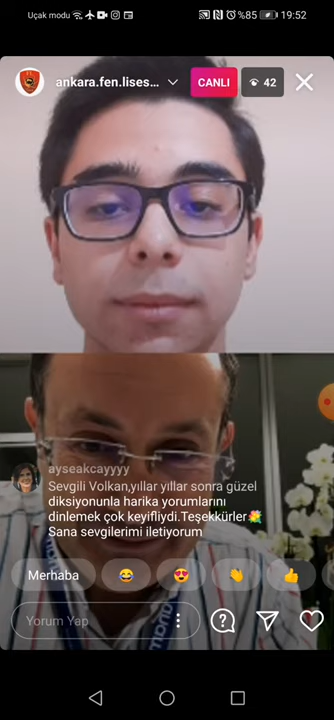 Uçak modu
%85
19:52
ankara.fen.lises...
CANLI
42
ayseakcayyyy
Sevgili Volkan,yıllar yıllar sonra güzel
diksiyonunla harika yorumlarını
dinlemek çok keyifliydi.Teşekkürler💐
Sana sevgilerimi iletiyorum
Merhaba
Yorum Yap